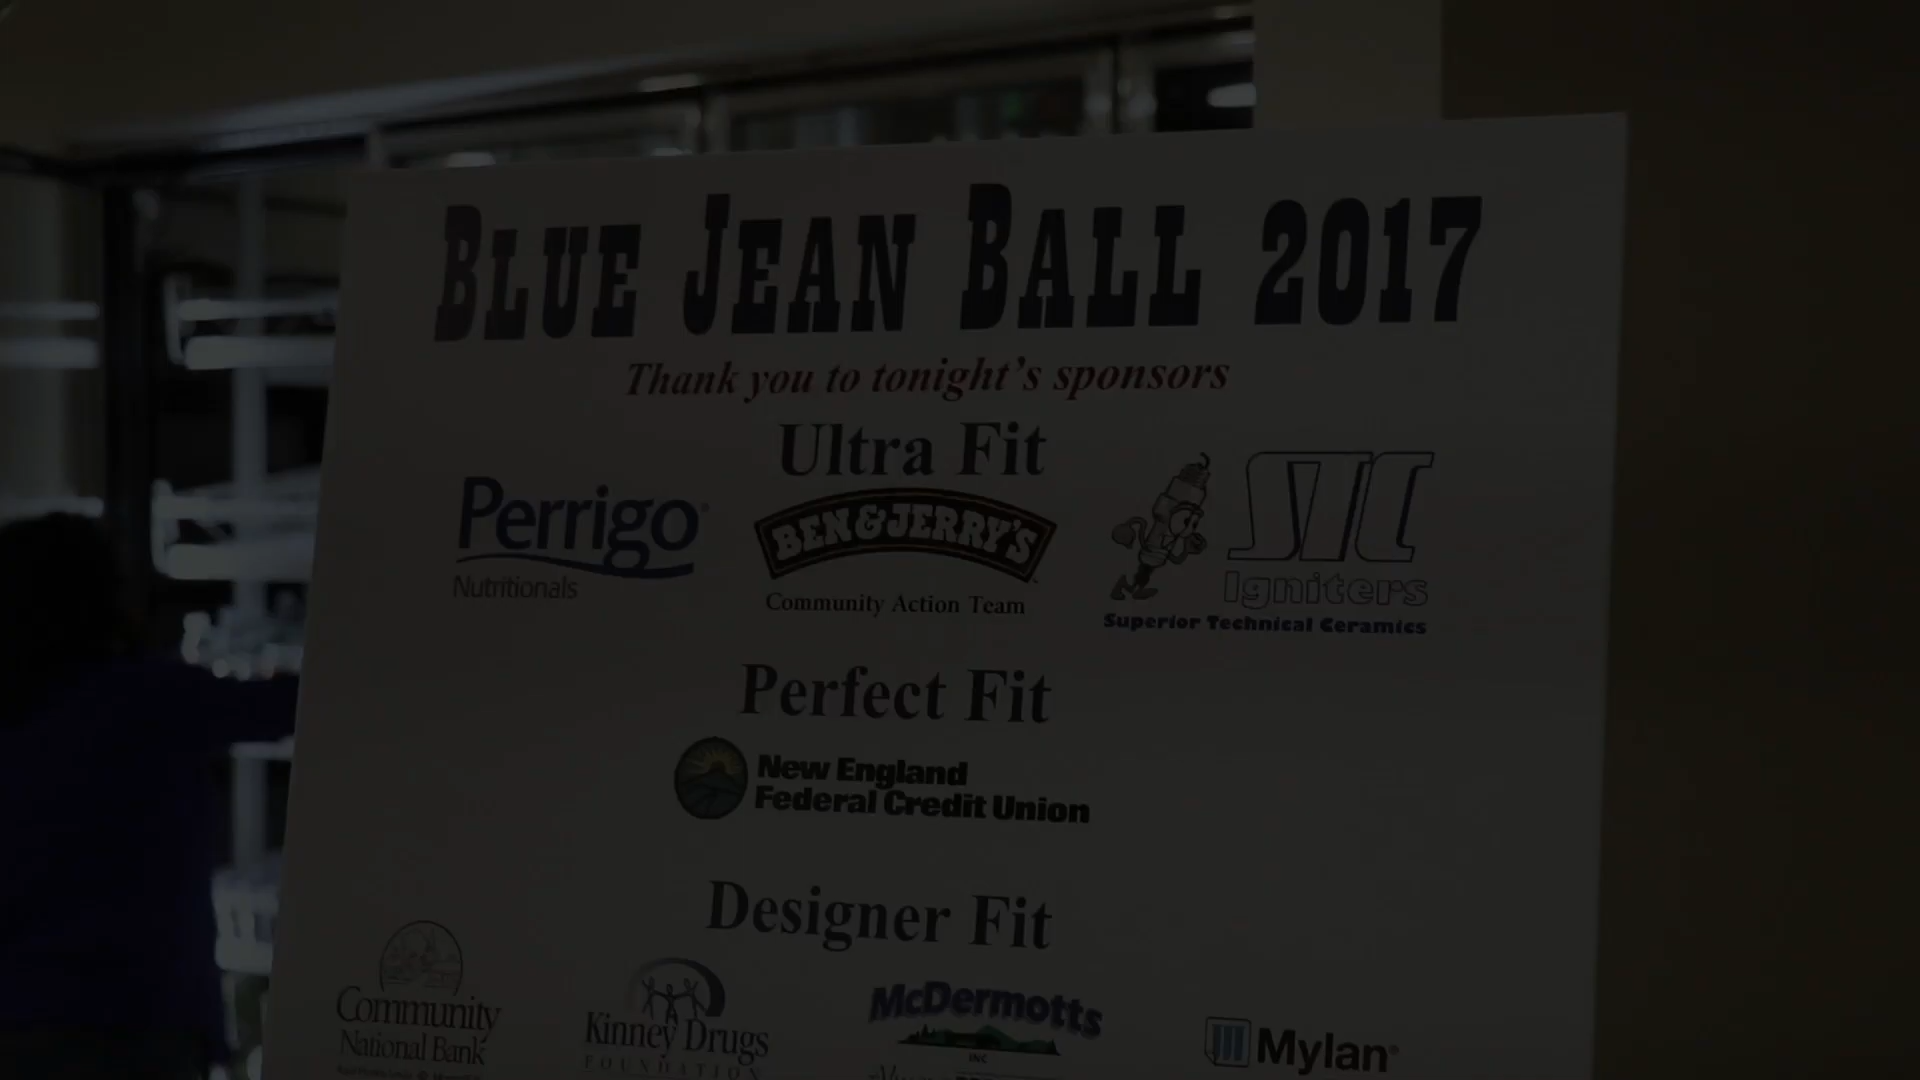 BLUE JEAN BALL 2017
Thank you to tonight's sponsors
Ultra Fit
Perrigo
Nutritionals
BEN & JERRY'S
Community Action Team
STC
Igniters
Superior Technical Ceramics
Perfect Fit
New England
Federal Credit Union
Designer Fit
Community
National Bank
Kinney Drugs
FOUNDATION
McDermotts
INC
Mylan